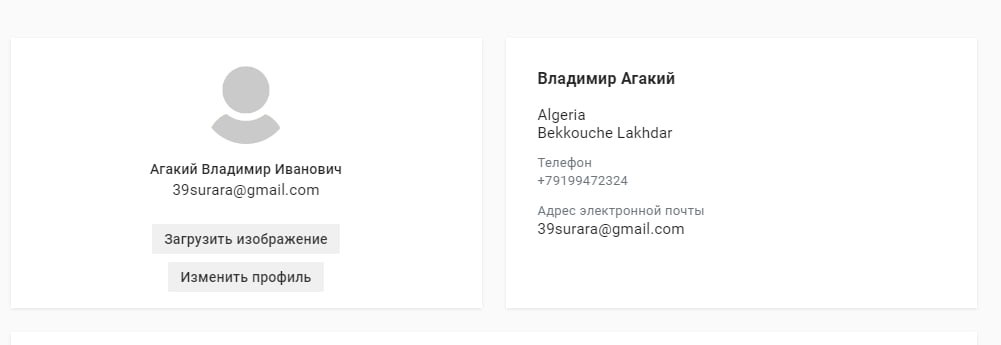 Агакий Владимир Иванович
39surara@gmail.com
Загрузить изображение
Изменить профиль
Владимир Агакий
Algeria
Bekkouche Lakhdar
Телефон
+79199472324
Адрес электронной почты
39surara@gmail.com